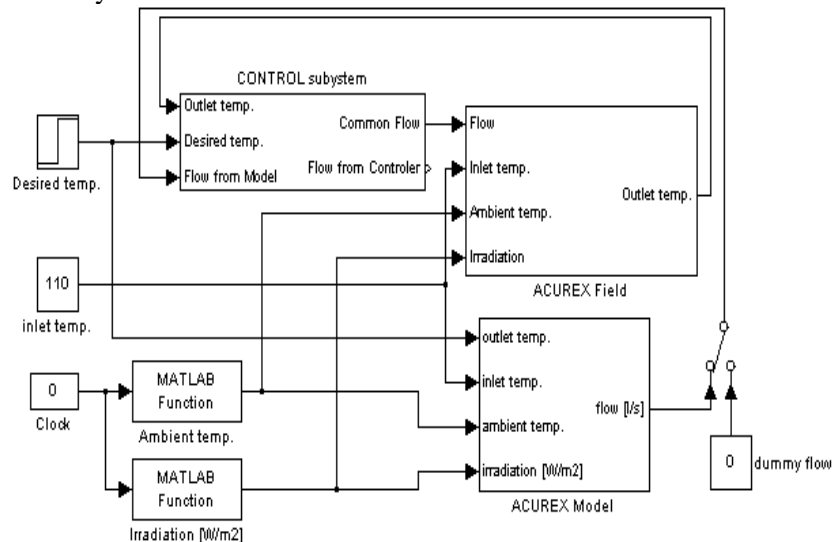 CONTROL subystem
Outlet temp.
Desired temp.
Flow from Model
Common Flow
Flow from Controler
Desired temp.
Flow
Inlet temp.
Ambient temp.
Irradiation
Outlet temp.
ACUREX Field
110
inlet temp.
outlet temp.
inlet temp.
ambient temp.
irradiation [W/m2]
flow [l/s]
ACUREX Model
0
Clock
MATLAB
Function
Ambient temp.
MATLAB
Function
Irradiation [W/m2]
0
dummy flow